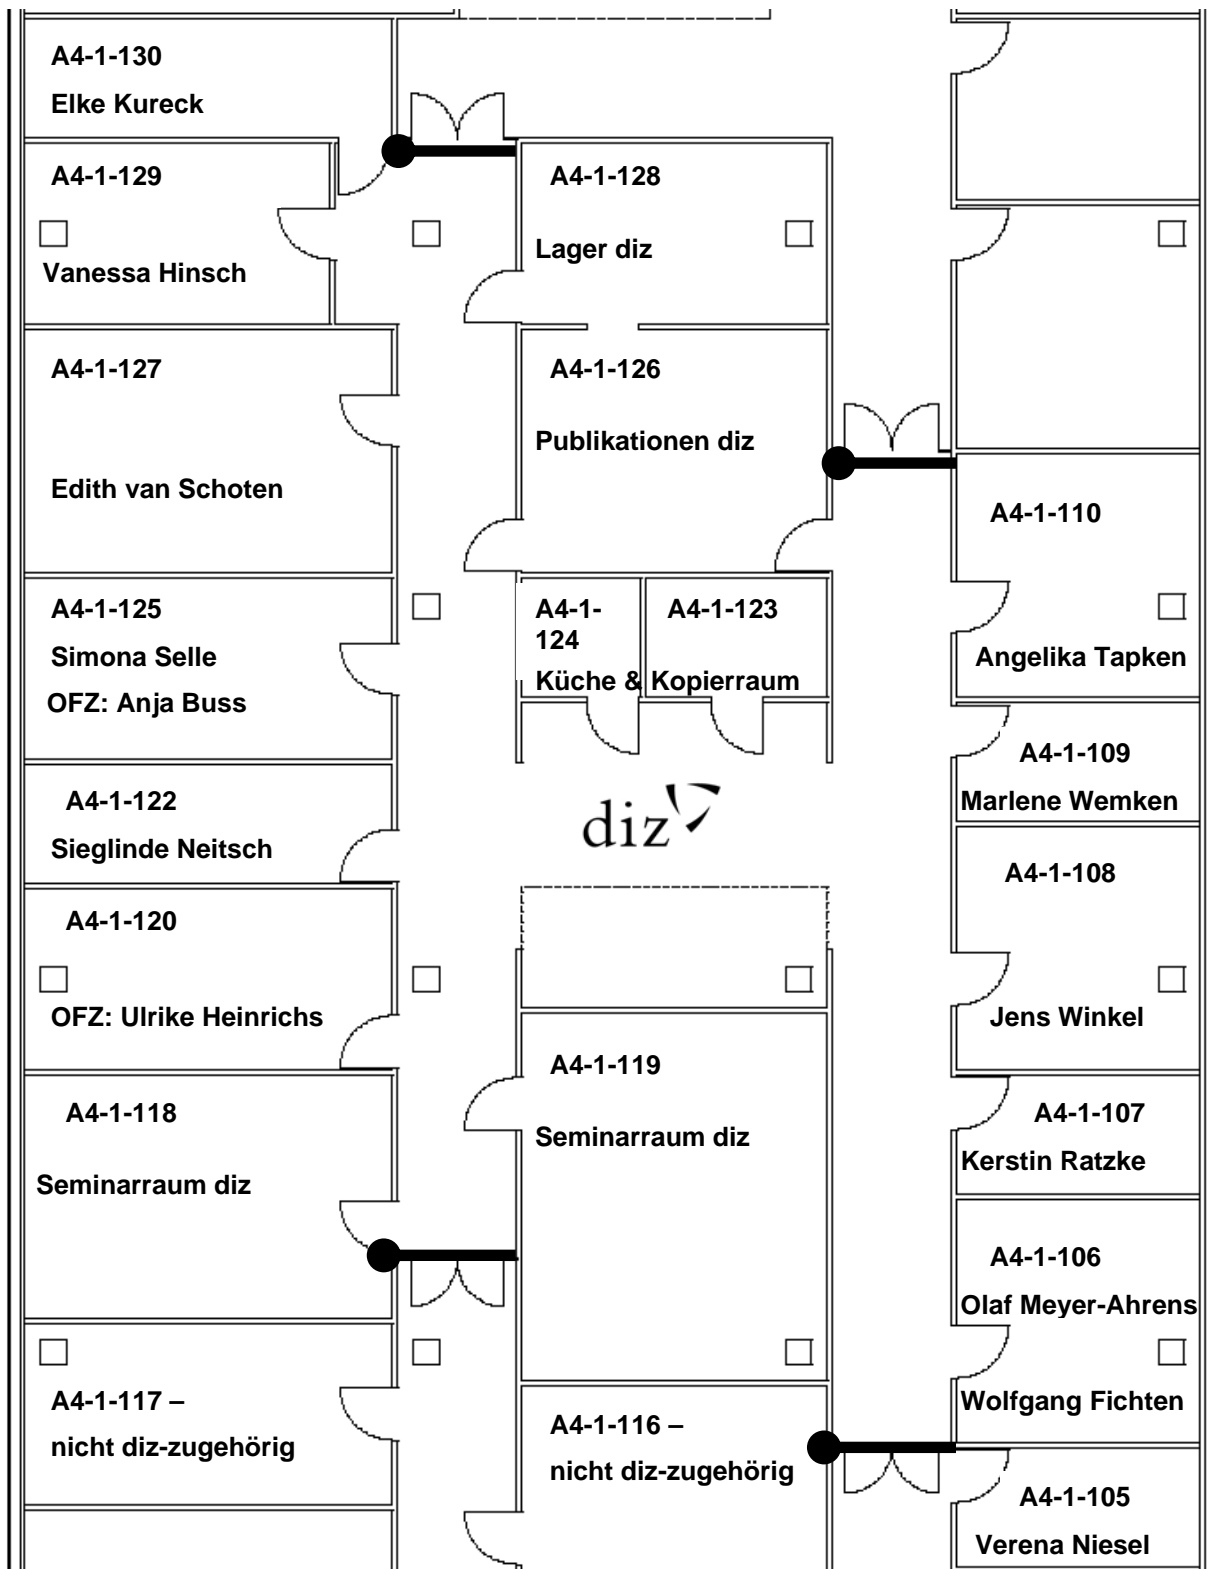 A4-1-130
Elke Kureck
A4-1-129
Vanessa Hinsch
A4-1-128
Lager diz
A4-1-127
Edith van Schoten
A4-1-126
Publikationen diz
A4-1-110
Angelika Tapken
A4-1-125
Simona Selle
OFZ: Anja Buss
A4-1-
124
A4-1-123
Küche & Kopierraum
A4-1-109
Marlene Wemken
A4-1-122
Sieglinde Neitsch
diz
A4-1-108
Jens Winkel
A4-1-120
OFZ: Ulrike Heinrichs
A4-1-119
Seminarraum diz
A4-1-118
Seminarraum diz
A4-1-107
Kerstin Ratzke
A4-1-106
Olaf Meyer-Ahrens
Wolfgang Fichten
A4-1-117 –
nicht diz-zugehörig
A4-1-116 –
nicht diz-zugehörig
A4-1-105
Verena Niesel